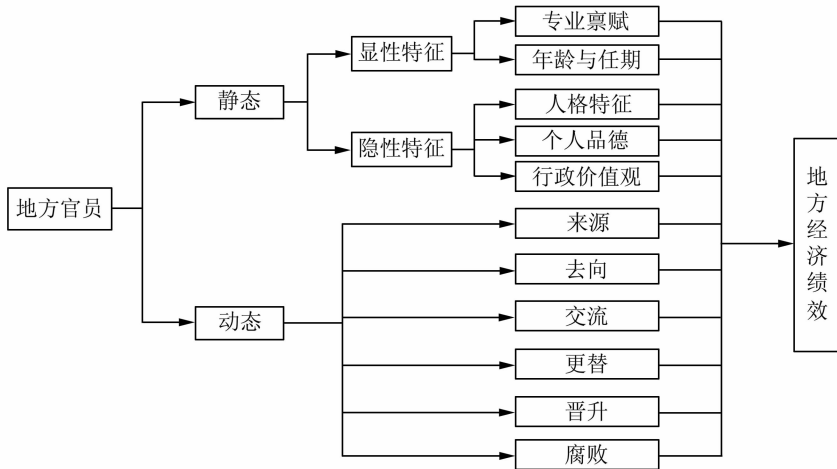 专业禀赋
显性特征
年龄与任期
静态
人格特征
隐性特征
个人品德
行政价值观
地方官员
来源
去向
动态
交流
更替
晋升
腐败
地方经济绩效